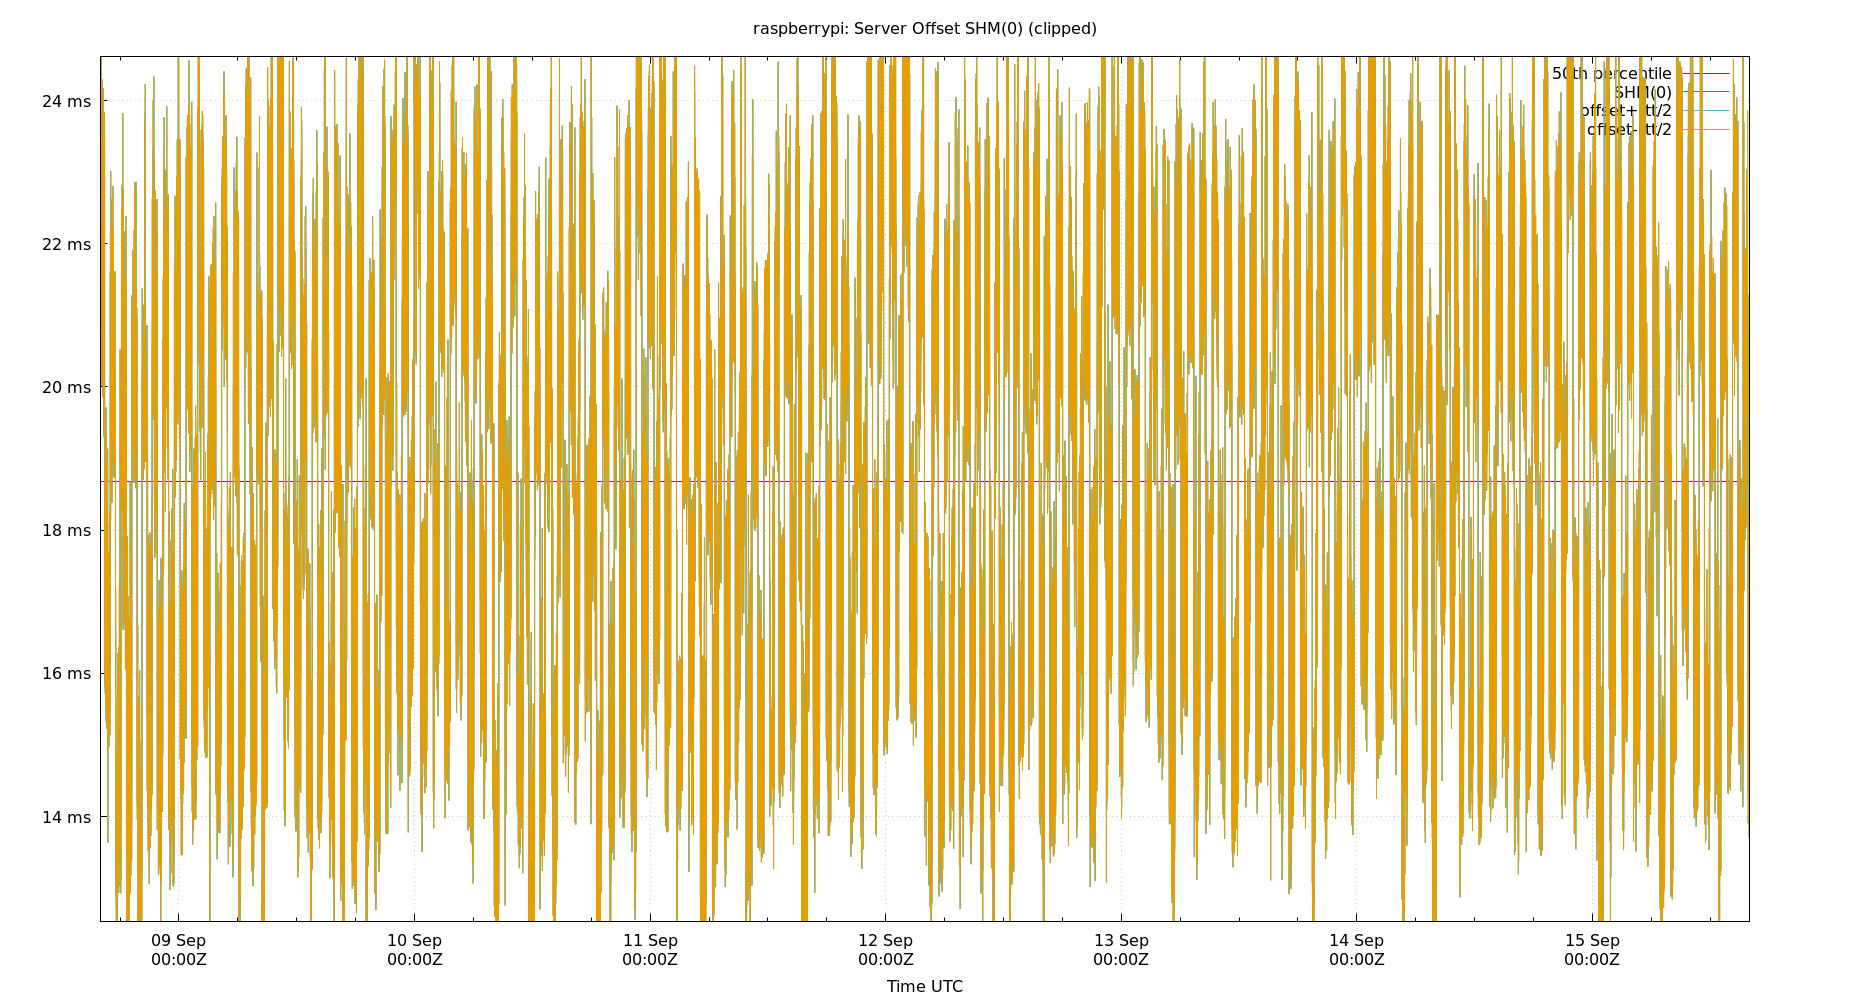 raspberrypi: Server Offset SHM(0) (clipped)
50th percentile
SHM(0)
offset+rtt/2
offset-rtt/2
24 ms
22 ms
20 ms
18 ms
16 ms
14 ms
09 Sep 10 Sep 11 Sep 12 Sep 13 Sep 14 Sep 15 Sep
00:00Z 00:00Z 00:00Z 00:00Z 00:00Z 00:00Z 00:00Z
Time UTC